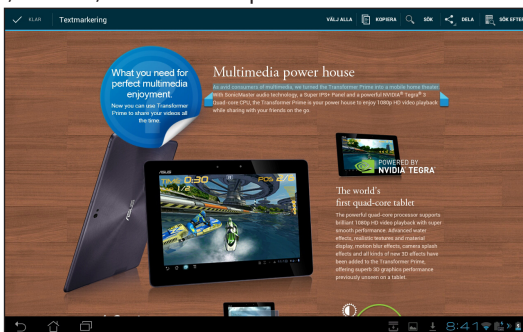 KLAR
Textmarkering
VÄLJ ALLA
KOPIERA
SÖK
DELA
SÖK EFTER
What you need for
perfect multimedia
enjoyment.
Now you can use Transformer
Prime to share your videos all
the time.
Multimedia power house
As avid consumers of multimedia, we turned the Transformer Prime into a mobile home theater.
With SonicMaster audio technology, a Super IPS+ Panel and a powerful NVIDIA® Tegra® 3
Quad-core CPU, the Transformer Prime is your power house to enjoy 1080p HD video playback
while sharing with your friends on the go.
POWERED BY
NVIDIA TEGRA
The world's
first quad-core tablet
The powerful quad-core processor supports
brilliant 1080p HD video playback with super
smooth performance. Advanced water
effects, realistic textures and material
display, motion blur effects, camera splash
effects and all kinds of new 3D effects have
been added to the Transformer Prime,
offering superb 3D graphics performance
previously unseen on a tablet.
ASUS
TIME 0:30
POS
8:41